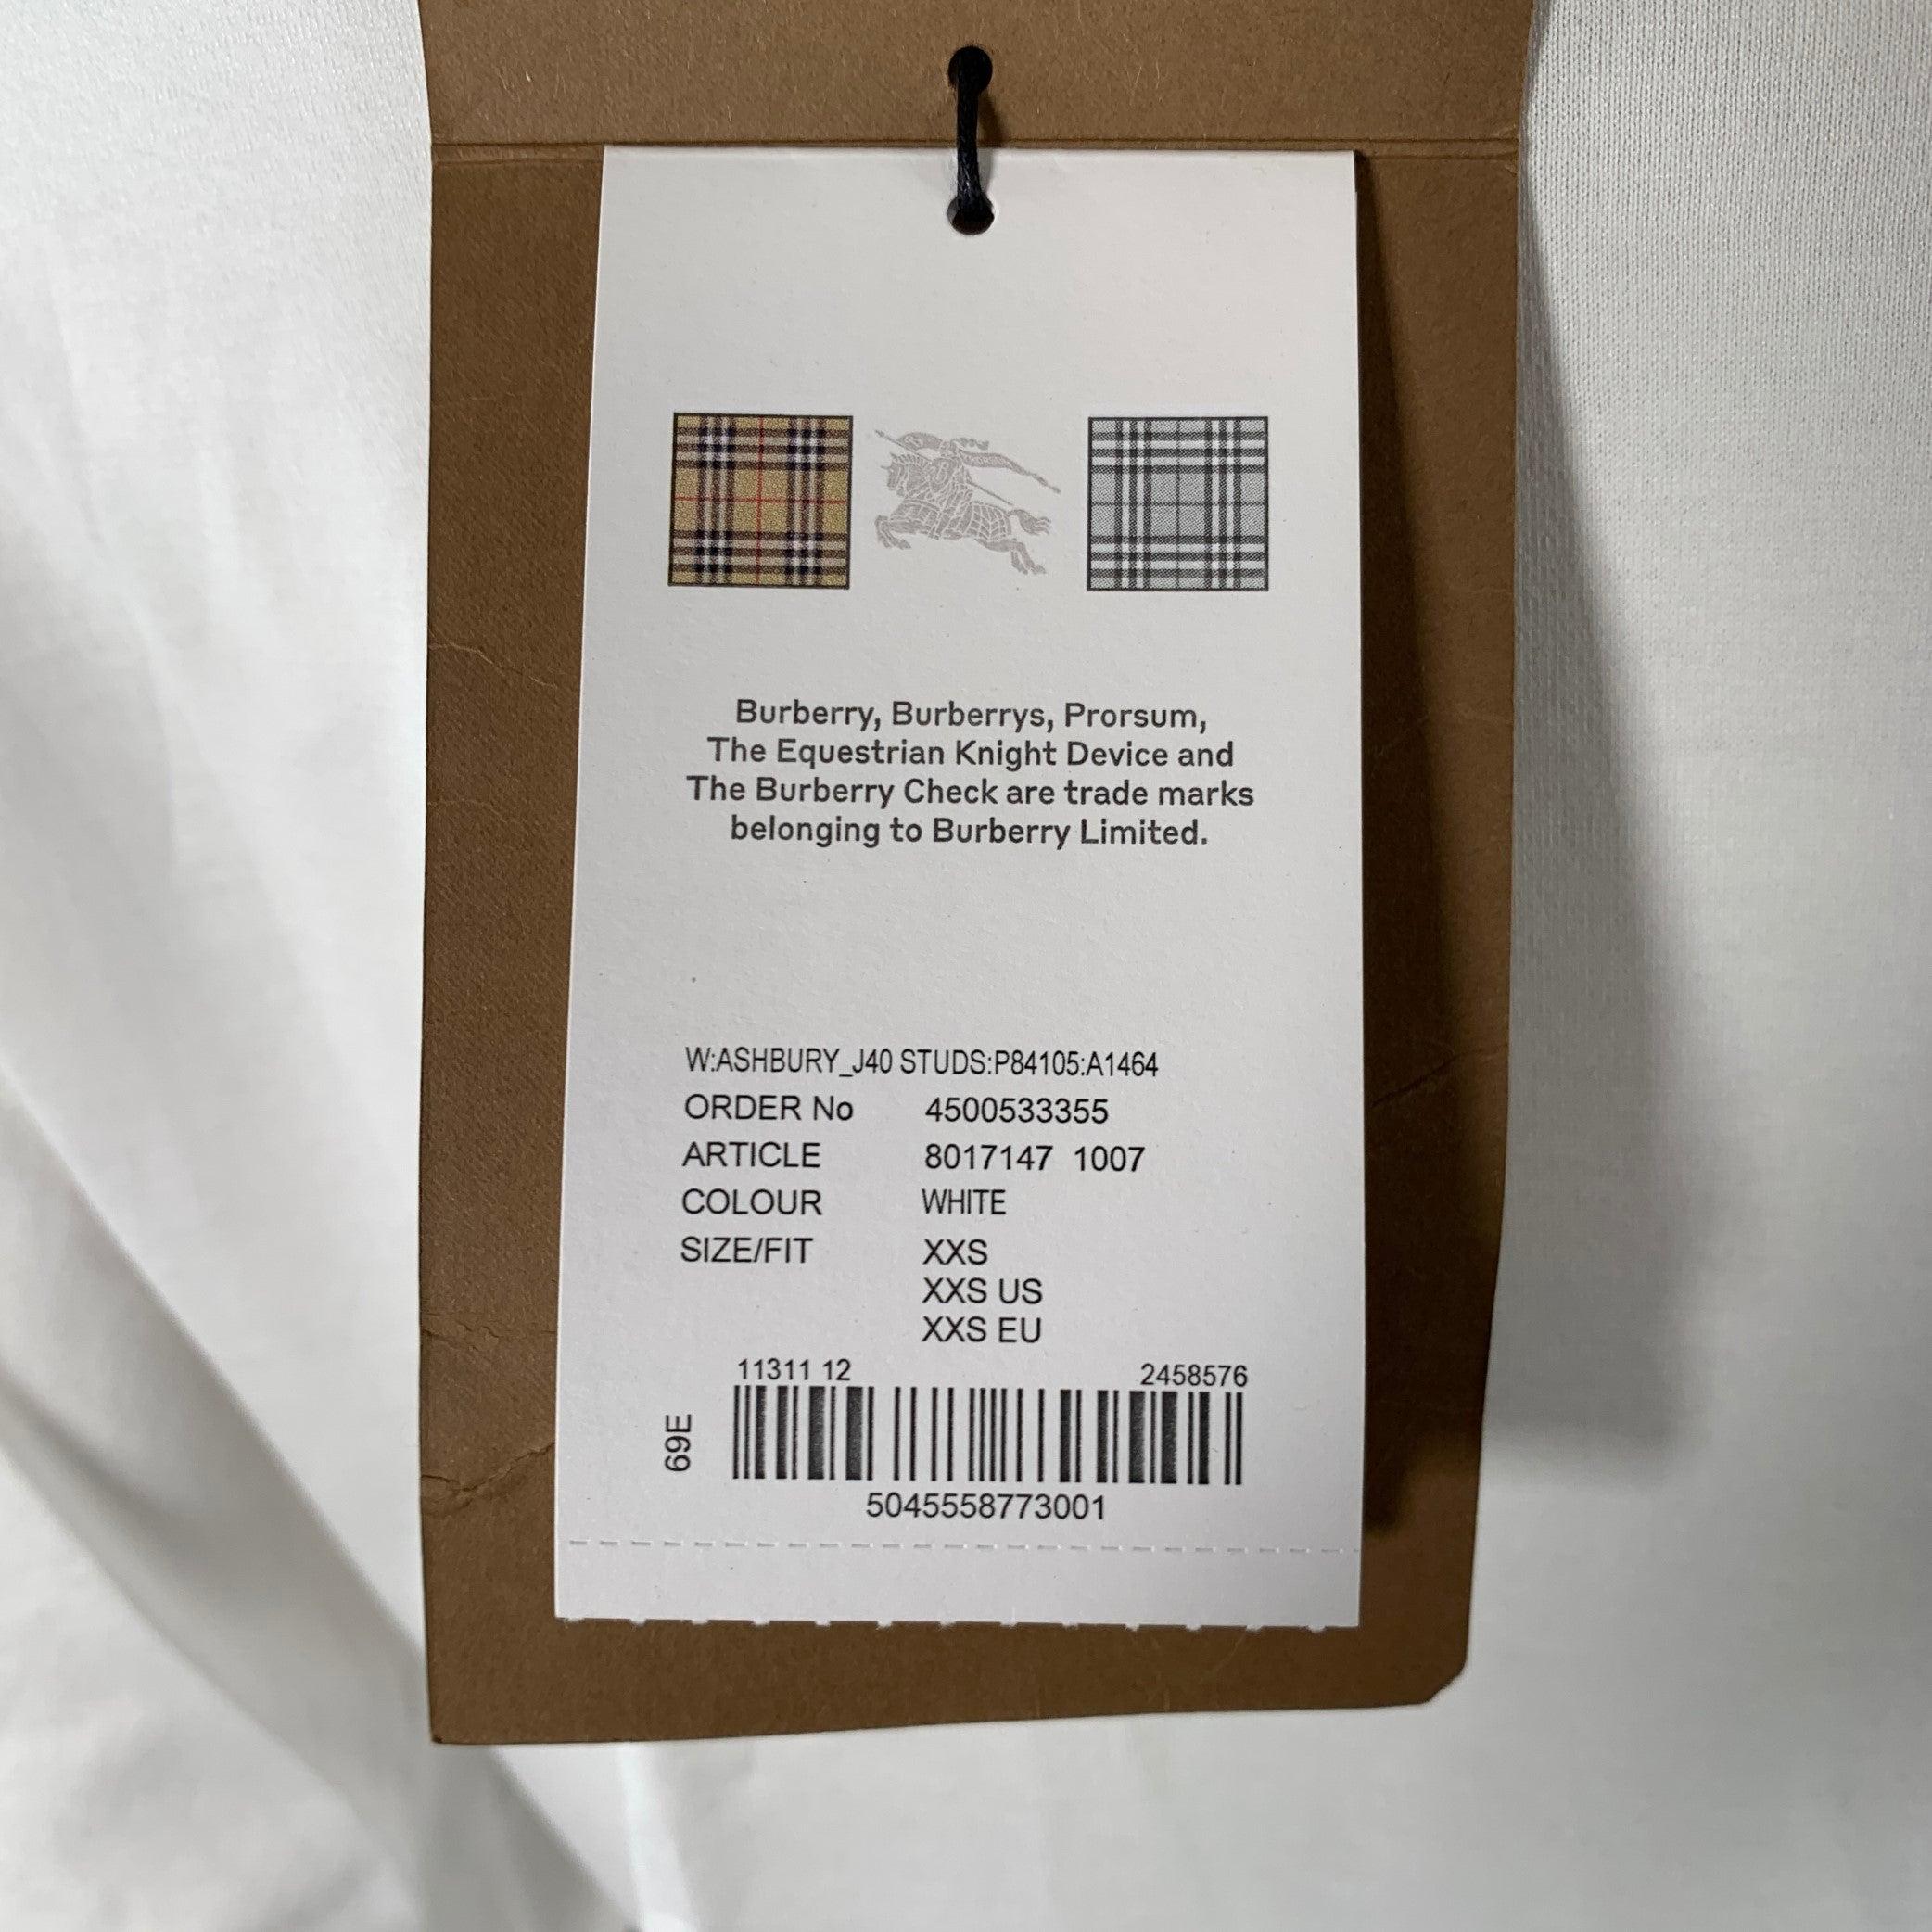 Burberry, Burberrys, Prorsum,
The Equestrian Knight Device and
The Burberry Check are trade marks
belonging to Burberry Limited.
W:ASHBURY_J40 STUDS:P84105:A1464
ORDER No 4500533355
ARTICLE 8017147 1007
COLOUR WHITE
SIZE/FIT XXS
XXS US
XXS EU
11311 12 2458576
69E
5045558773001